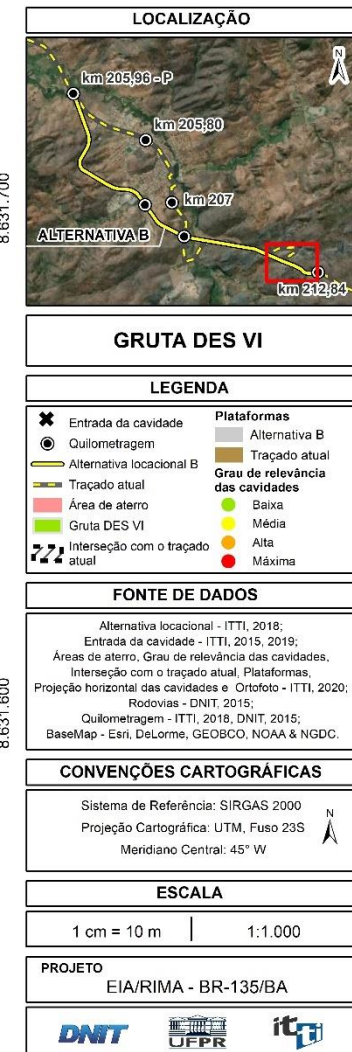 LOCALIZAÇÃO
N
km 205,96 - P
km 205,80
km 207
ALTERNATIVA B
km 212,84
8.631.700
GRUTA DES VI
LEGENDA
Entrada da cavidade
Quilometragem
Alternativa locacional B
Traçado atual
Área de aterro
Gruta DES VI
Interseção com o traçado
atual
Plataformas
Alternativa B
Traçado atual
Grau de relevância
das cavidades
Baixa
Média
Alta
Máxima
FONTE DE DADOS
Alternativa locacional - ITTI, 2018;
Entrada da cavidade - ITTI, 2015, 2019;
Áreas de aterro, Grau de relevância das cavidades,
Interseção com o traçado atual, Plataformas,
Projeção horizontal das cavidades e Ortofoto - ITTI, 2020;
Rodovias - DNIT, 2015;
Quilometragem - ITTI, 2018, DNIT, 2015;
BaseMap - Esri, DeLorme, GEOBCO, NOAA & NGDC.
8.631.600
CONVENÇÕES CARTOGRÁFICAS
Sistema de Referência: SIRGAS 2000
Projeção Cartográfica: UTM, Fuso 23S
Meridiano Central: 45° W
N
ESCALA
1 cm = 10 m
1:1.000
PROJETO
EIA/RIMA - BR-135/BA
DNIT
UFPR
itti